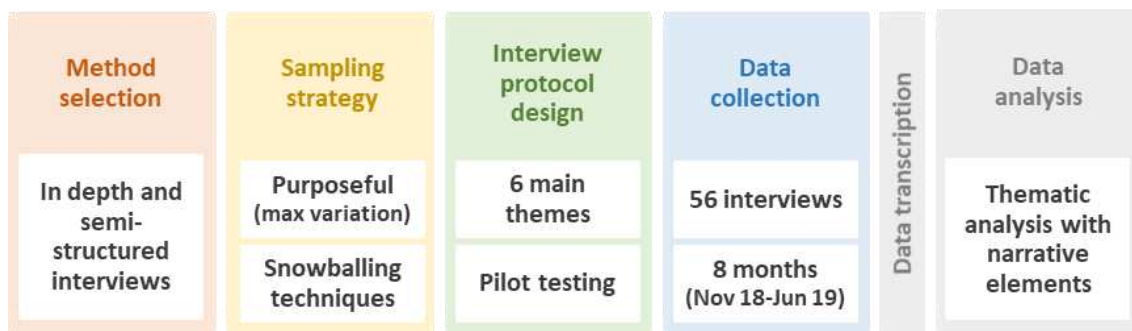 Method
selection
In depth and
semi-
structured
interviews
Sampling
strategy
Purposeful
(max variation)
Snowballing
techniques
Interview
protocol
design
6 main
themes
Pilot testing
Data
collection
56 interviews
8 months
(Nov 18-Jun 19)
Data transcription
Data
analysis
Thematic
analysis with
narrative
elements